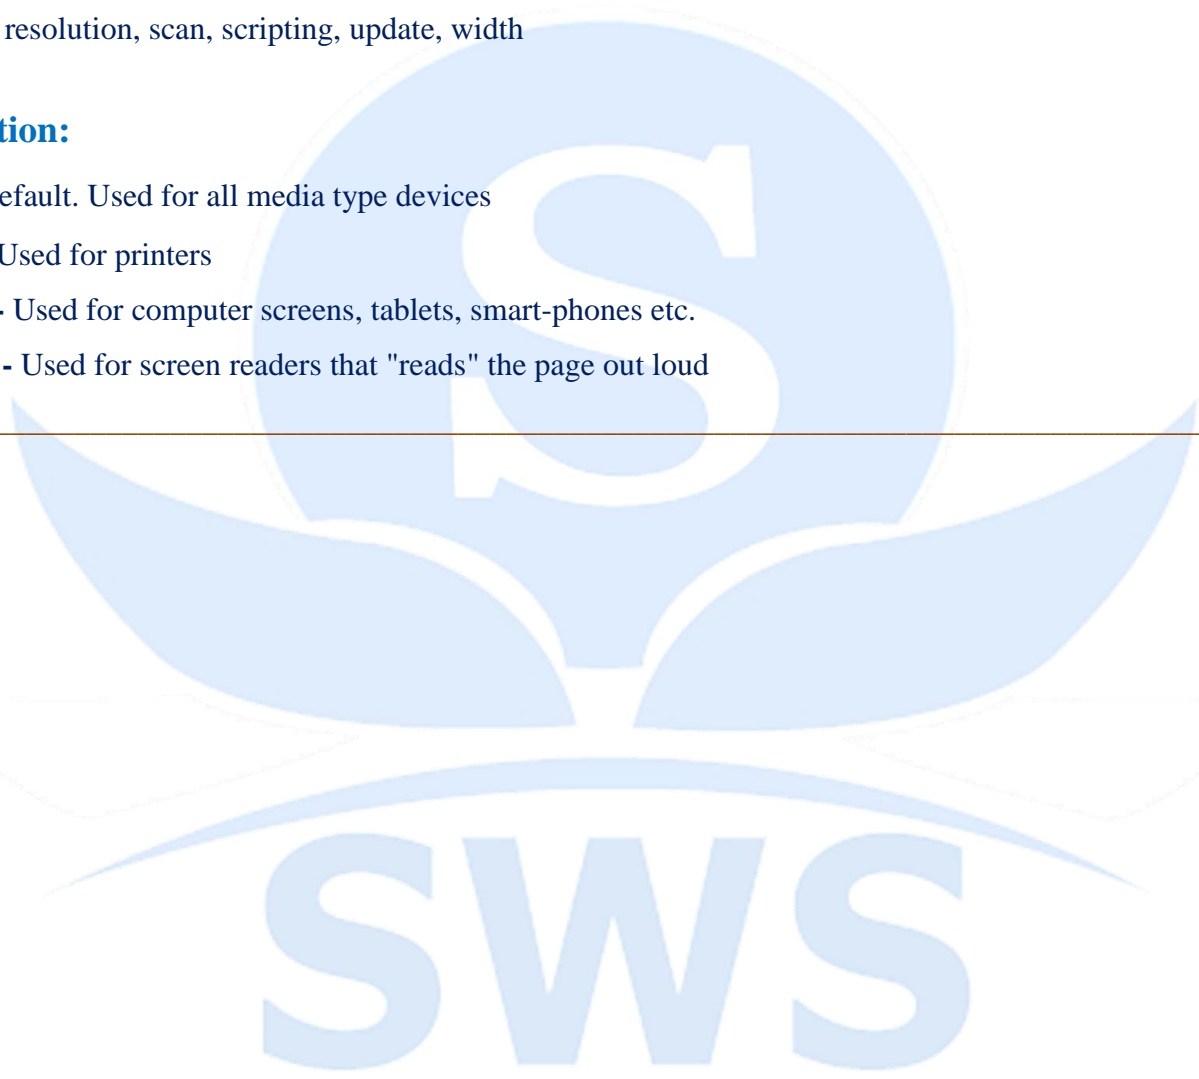 resolution, scan, scripting, update, width
tion:
efault. Used for all media type devices
Used for printers
- Used for computer screens, tablets, smart-phones etc.
- Used for screen readers that "reads" the page out loud
S
SWS